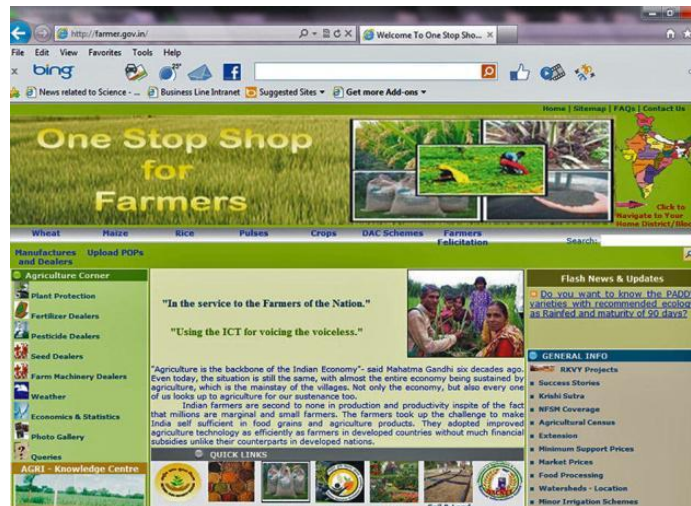 http://farmer.gov.in/
Welcome To One Stop Sho...
File Edit View Favorites Tools Help
x bing
News related to Science - ... Business Line Intranet Suggested Sites Get more Add-ons
Home | Sitemap | FAQs | Contact Us
One Stop Shop
for
Farmers
Click to
Navigate to Your
Home District/Bloc
Wheat Maize Rice Pulses Crops DAC Schemes Farmers
Felicitation
Search:
Manufactures Upload POPs
and Dealers
Agriculture Corner
Plant Protection
Fertilizer Dealers
Pesticide Dealers
Seed Dealers
Farm Machinery Dealers
Weather
Economics & Statistics
Photo Gallery
Queries
AGRI - Knowledge Centre
"In the service to the Farmers of the Nation."
"Using the ICT for voicing the voiceless."
"Agriculture is the backbone of the Indian Economy"- said Mahatma Gandhi six decades ago.
Even today, the situation is still the same, with almost the entire economy being sustained by
agriculture, which is the mainstay of the villages. Not only the economy, but also every one
of us looks up to agriculture for our sustenance too.
Indian farmers are second to none in production and productivity inspite of the fact
that millions are marginal and small farmers. The farmers took up the challenge to make
India self sufficient in food grains and agriculture products. They adopted improved
agriculture technology as efficiently as farmers in developed countries without much financial
subsidies unlike their counterparts in developed nations.
QUICK LINKS
Flash News & Updates
Do you want to know the PADD
varieties with recommended ecology
as Rainfed and maturity of 90 days?
GENERAL INFO
RKVY Projects
Success Stories
Krishi Sutra
NFSM Coverage
Agricultural Census
Extension
Minimum Support Prices
Market Prices
Food Processing
Watersheds - Location
Minor Irrigation Schemes